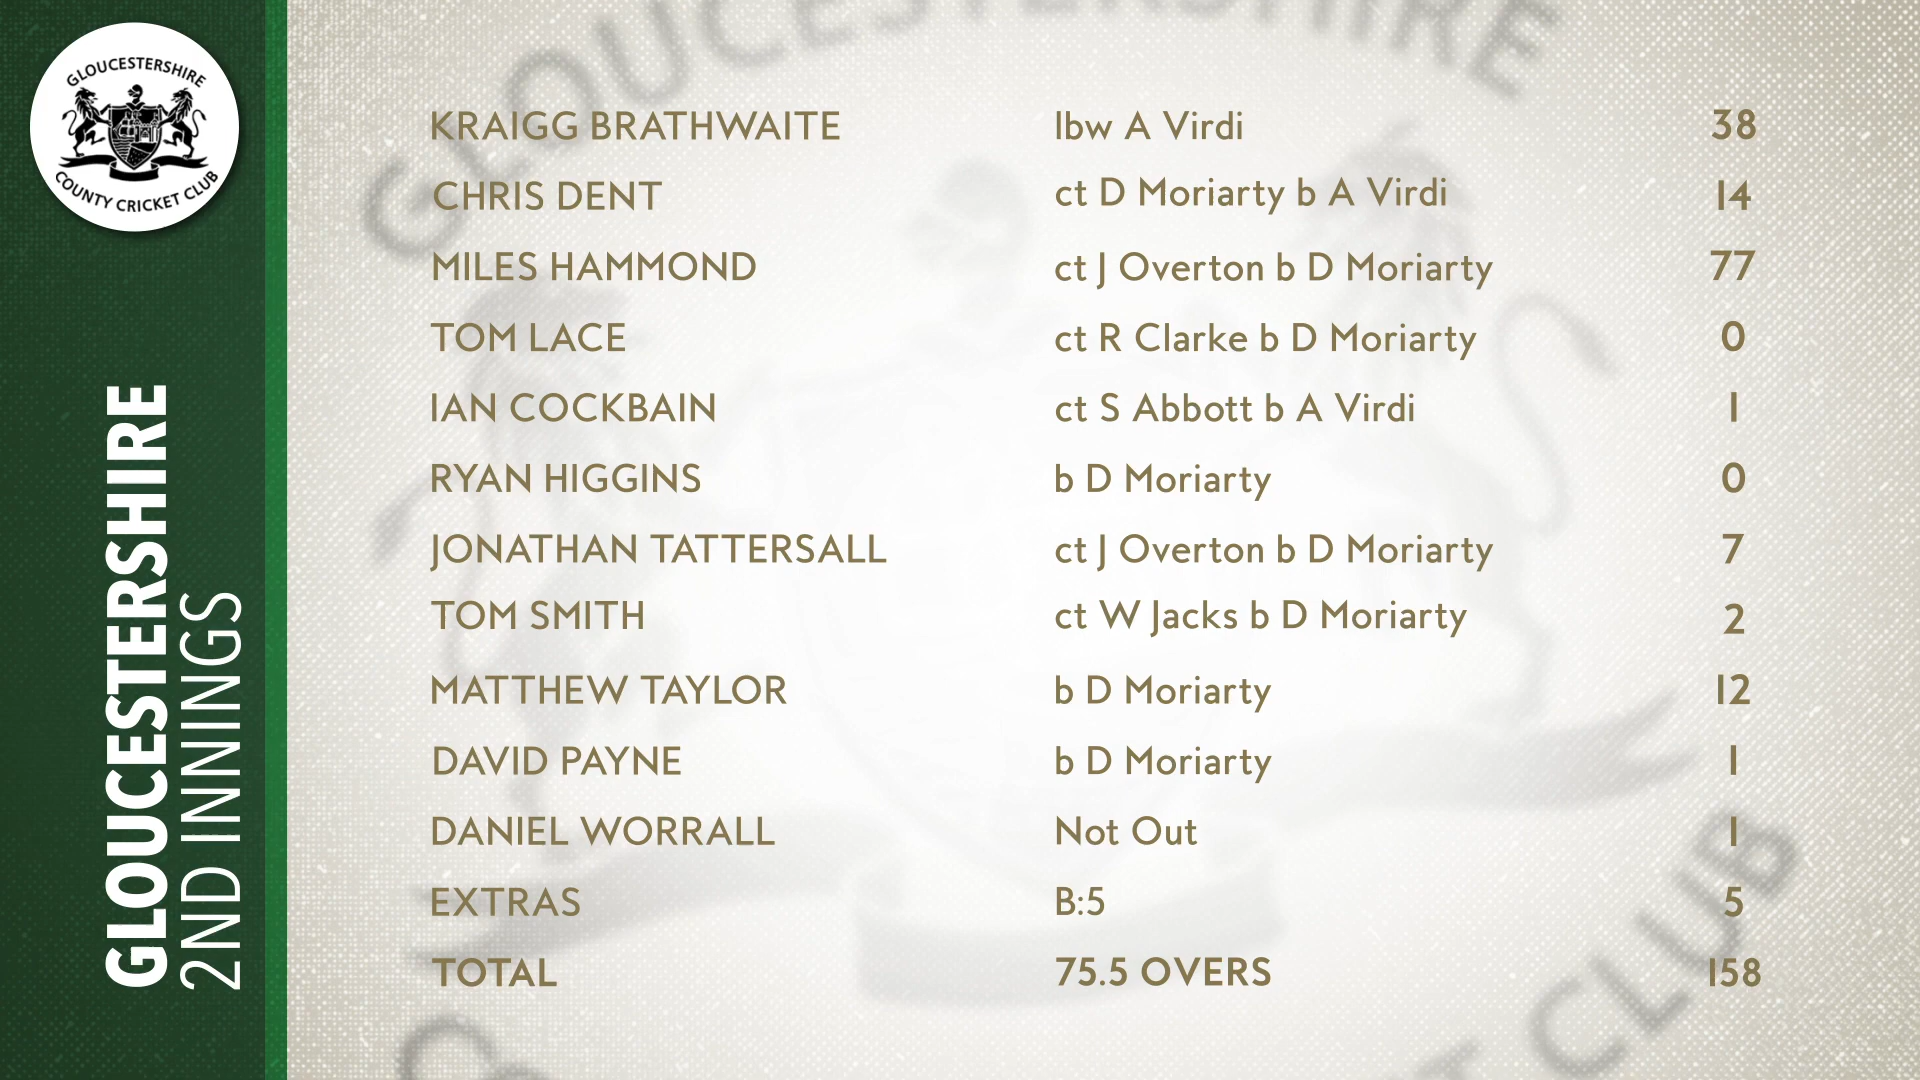 GLOUCESTERSHIRE
COUNTY CRICKET CLUB
GLOUCESTERSHIRE
2ND INNINGS
KRAIGG BRATHWAITE lbw A Virdi 38
CHRIS DENT ct D Moriarty b A Virdi 14
MILES HAMMOND ct J Overton b D Moriarty 77
TOM LACE ct R Clarke b D Moriarty 0
IAN COCKBAIN ct S Abbott b A Virdi 1
RYAN HIGGINS b D Moriarty 0
JONATHAN TATTERSALL ct J Overton b D Moriarty 7
TOM SMITH ct W Jacks b D Moriarty 2
MATTHEW TAYLOR b D Moriarty 12
DAVID PAYNE b D Moriarty 1
DANIEL WORRALL Not Out 1
EXTRAS B:5 5
TOTAL 75.5 OVERS 158
GLOUCESTERSHIRE
CLUB